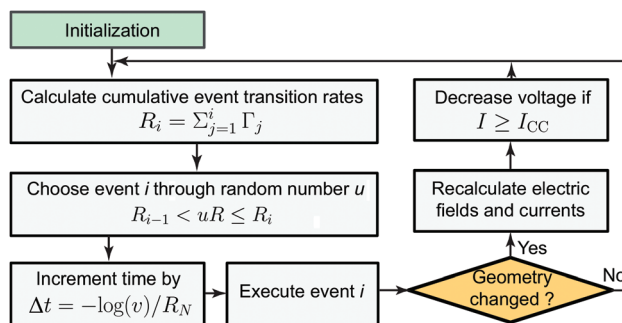 Initialization
Calculate cumulative event transition rates
R_i = Σ_{j=1}^{i} Γ_j
Choose event i through random number u
R_{i−1} < uR ≤ R_i
Increment time by
Δt = −log(v)/R_N
Execute event i
Geometry
changed ?
Yes
No
Recalculate electric
fields and currents
Decrease voltage if
I ≥ I_CC